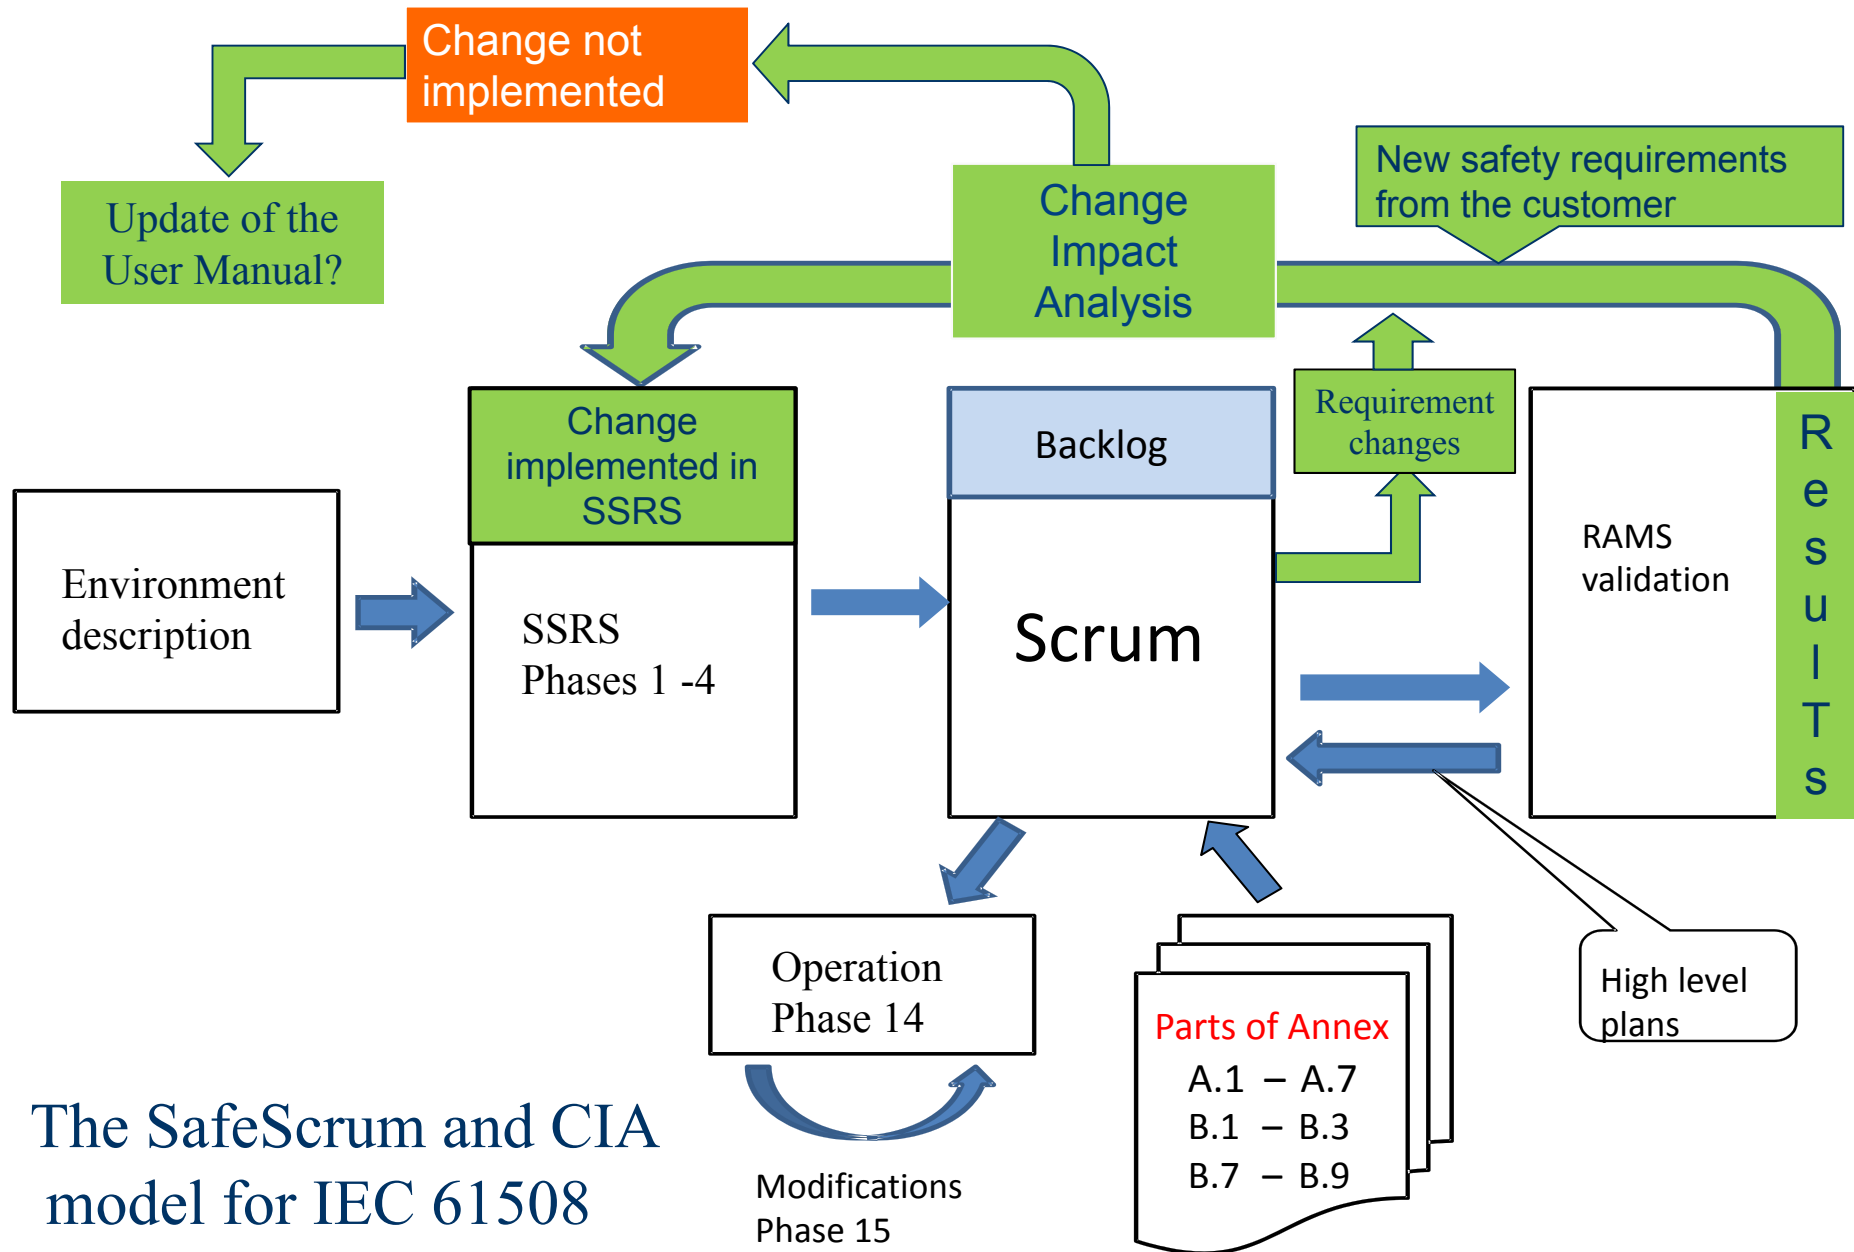 Change not
implemented
New safety requirements
from the customer
Change
Impact
Analysis
Update of the
User Manual?
Change
implemented in
SSRS
Backlog
Requirement
changes
R
e
s
u
l
T
s
Environment
description
SSRS
Phases 1 -4
Scrum
RAMS
validation
Operation
Phase 14
Parts of Annex
A.1 – A.7
B.1 – B.3
B.7 – B.9
High level
plans
The SafeScrum and CIA
model for IEC 61508
Modifications
Phase 15